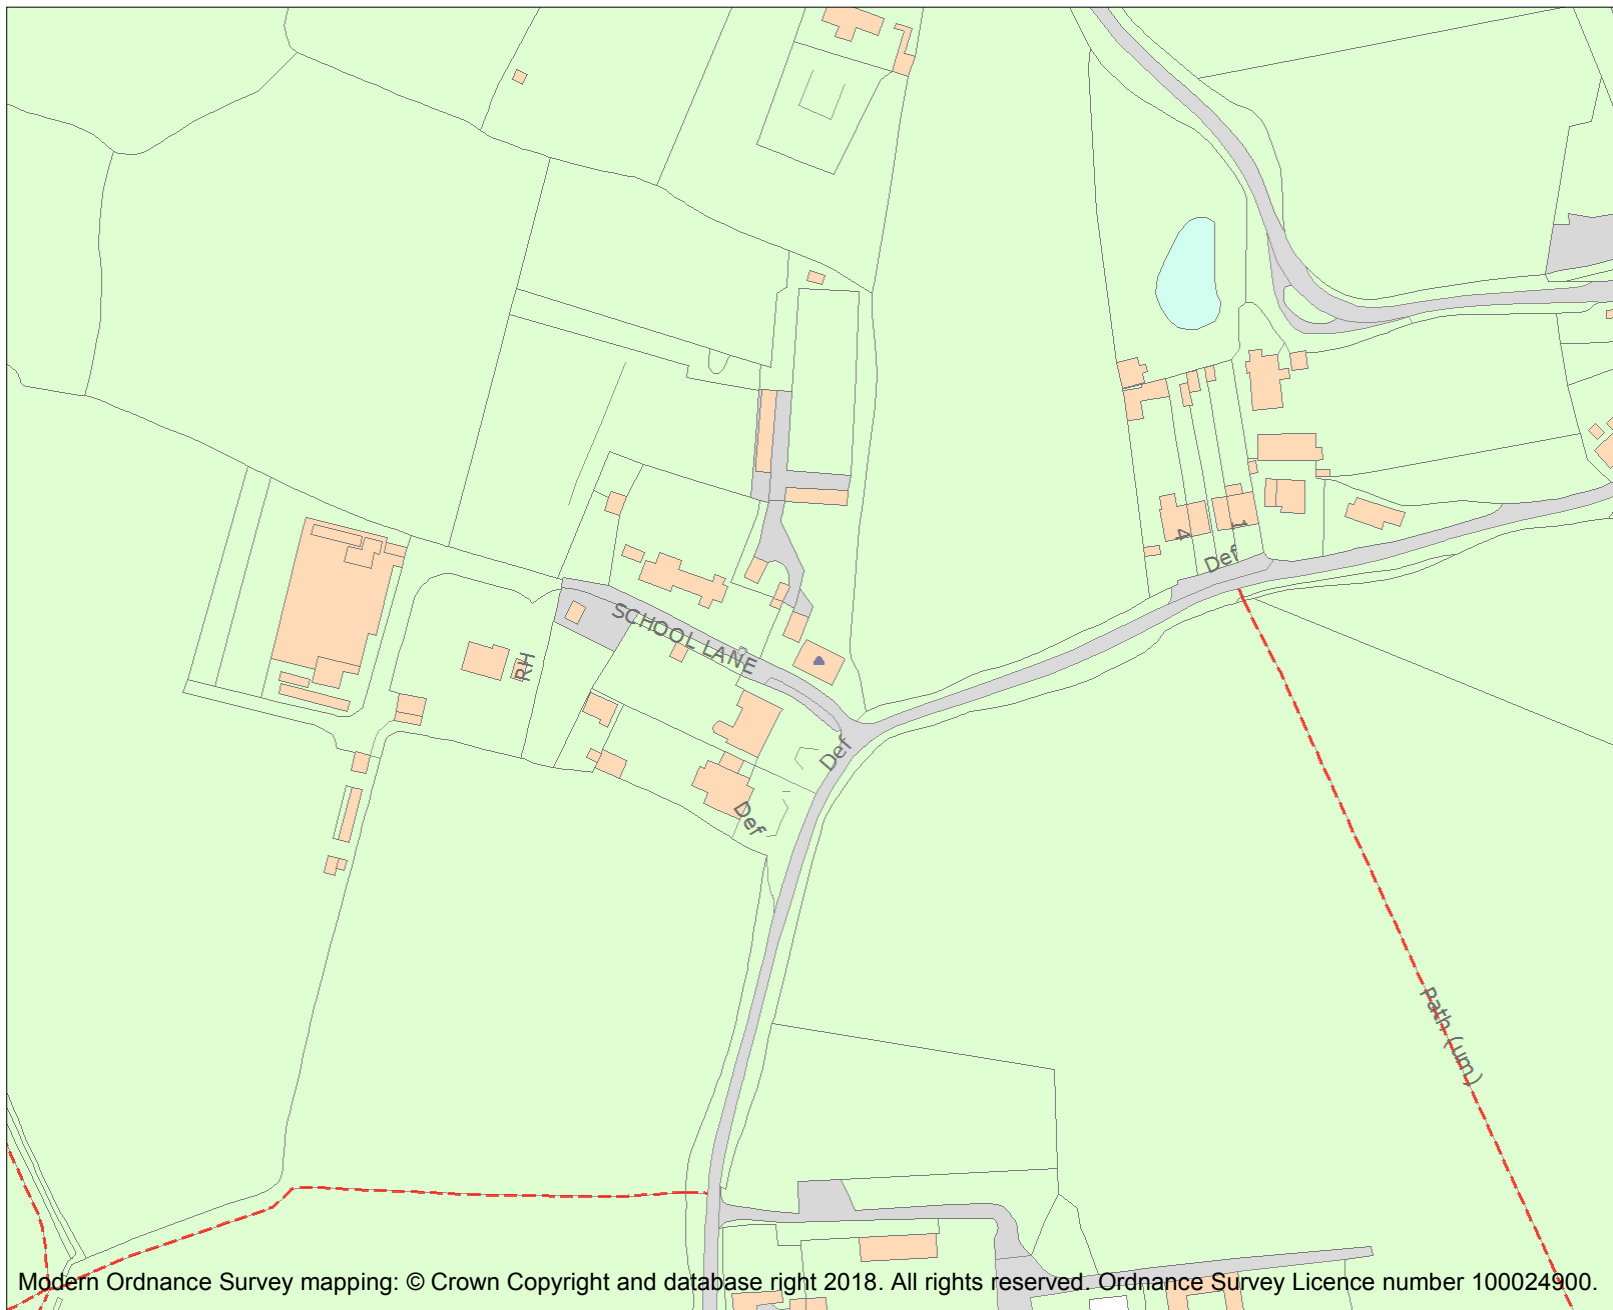 4
1
Def
SCHOOL LANE
RH
Def
Def
Path (um)
Modern Ordnance Survey mapping: © Crown Copyright and database right 2018. All rights reserved. Ordnance Survey Licence number 100024900.